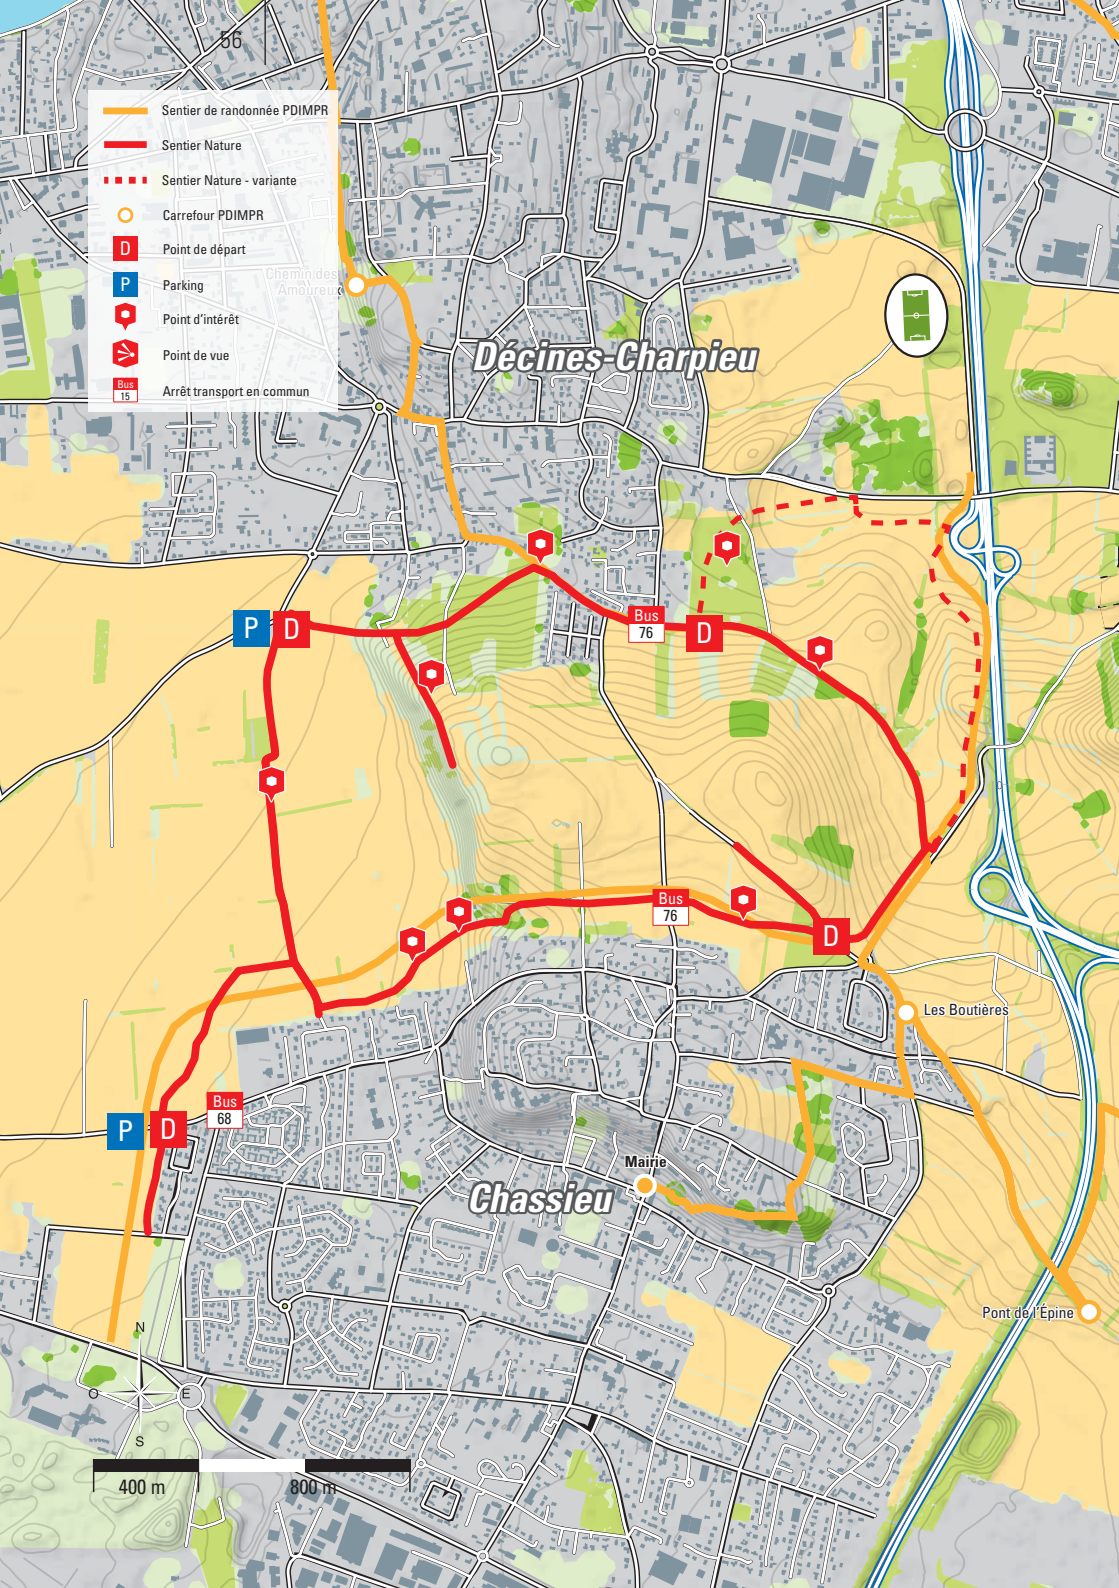 56
Sentier de randonnée PDIMPR
Sentier Nature
Sentier Nature - variante
Carrefour PDIMPR
D Point de départ
P Parking
Point d'intérêt
Point de vue
Bus 15 Arrêt transport en commun
Chemin des
Amoureux
Décines-Charpieu
P D
Bus
76
D
Bus
76
D
Les Boutières
Bus
68
P D
Mairie
Chassieu
Pont de l'Épine
N
O E
S
400 m 800 m